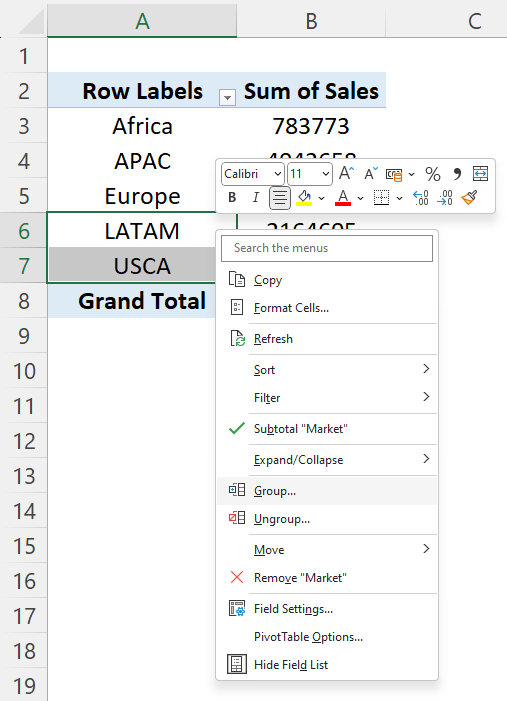 A B C
1
2 Row Labels Sum of Sales
3 Africa 783773
4 APAC
5 Europe
6 LATAM
7 USCA
8 Grand Total
9
10
11
12
13
14
15
16
17
18
19
Calibri 11 A A % 9
B I A .00 .00
Search the menus
Copy
Format Cells...
Refresh
Sort
Filter
Subtotal "Market"
Expand/Collapse
Group...
Ungroup...
Move
Remove "Market"
Field Settings...
PivotTable Options...
Hide Field List